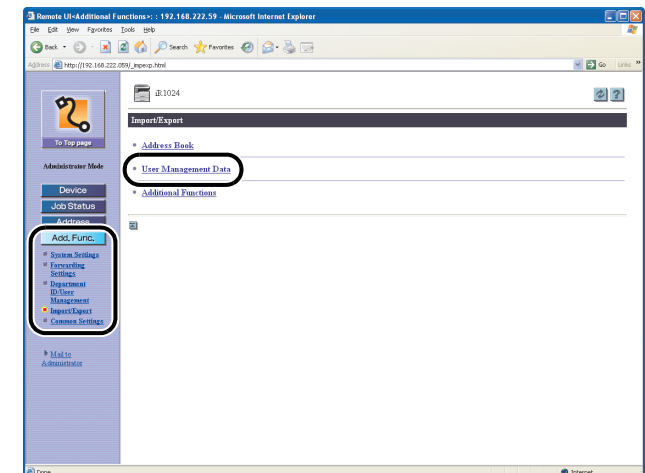 Remote UI<Additional Functions>: : 192.168.222.59 - Microsoft Internet Explorer
File Edit View Favorites Tools Help
Back Search Favorites
Address http://192.168.222.059/_impexp.html Go Links »
iR1024
To Top page
Administrator Mode
Device
Job Status
Address
Add. Func.
System Settings
Forwarding
Settings
Department
ID/User
Management
Import/Export
Common Settings
Mail to
Administrator
Import/Export
Address Book
User Management Data
Additional Functions
Done Internet